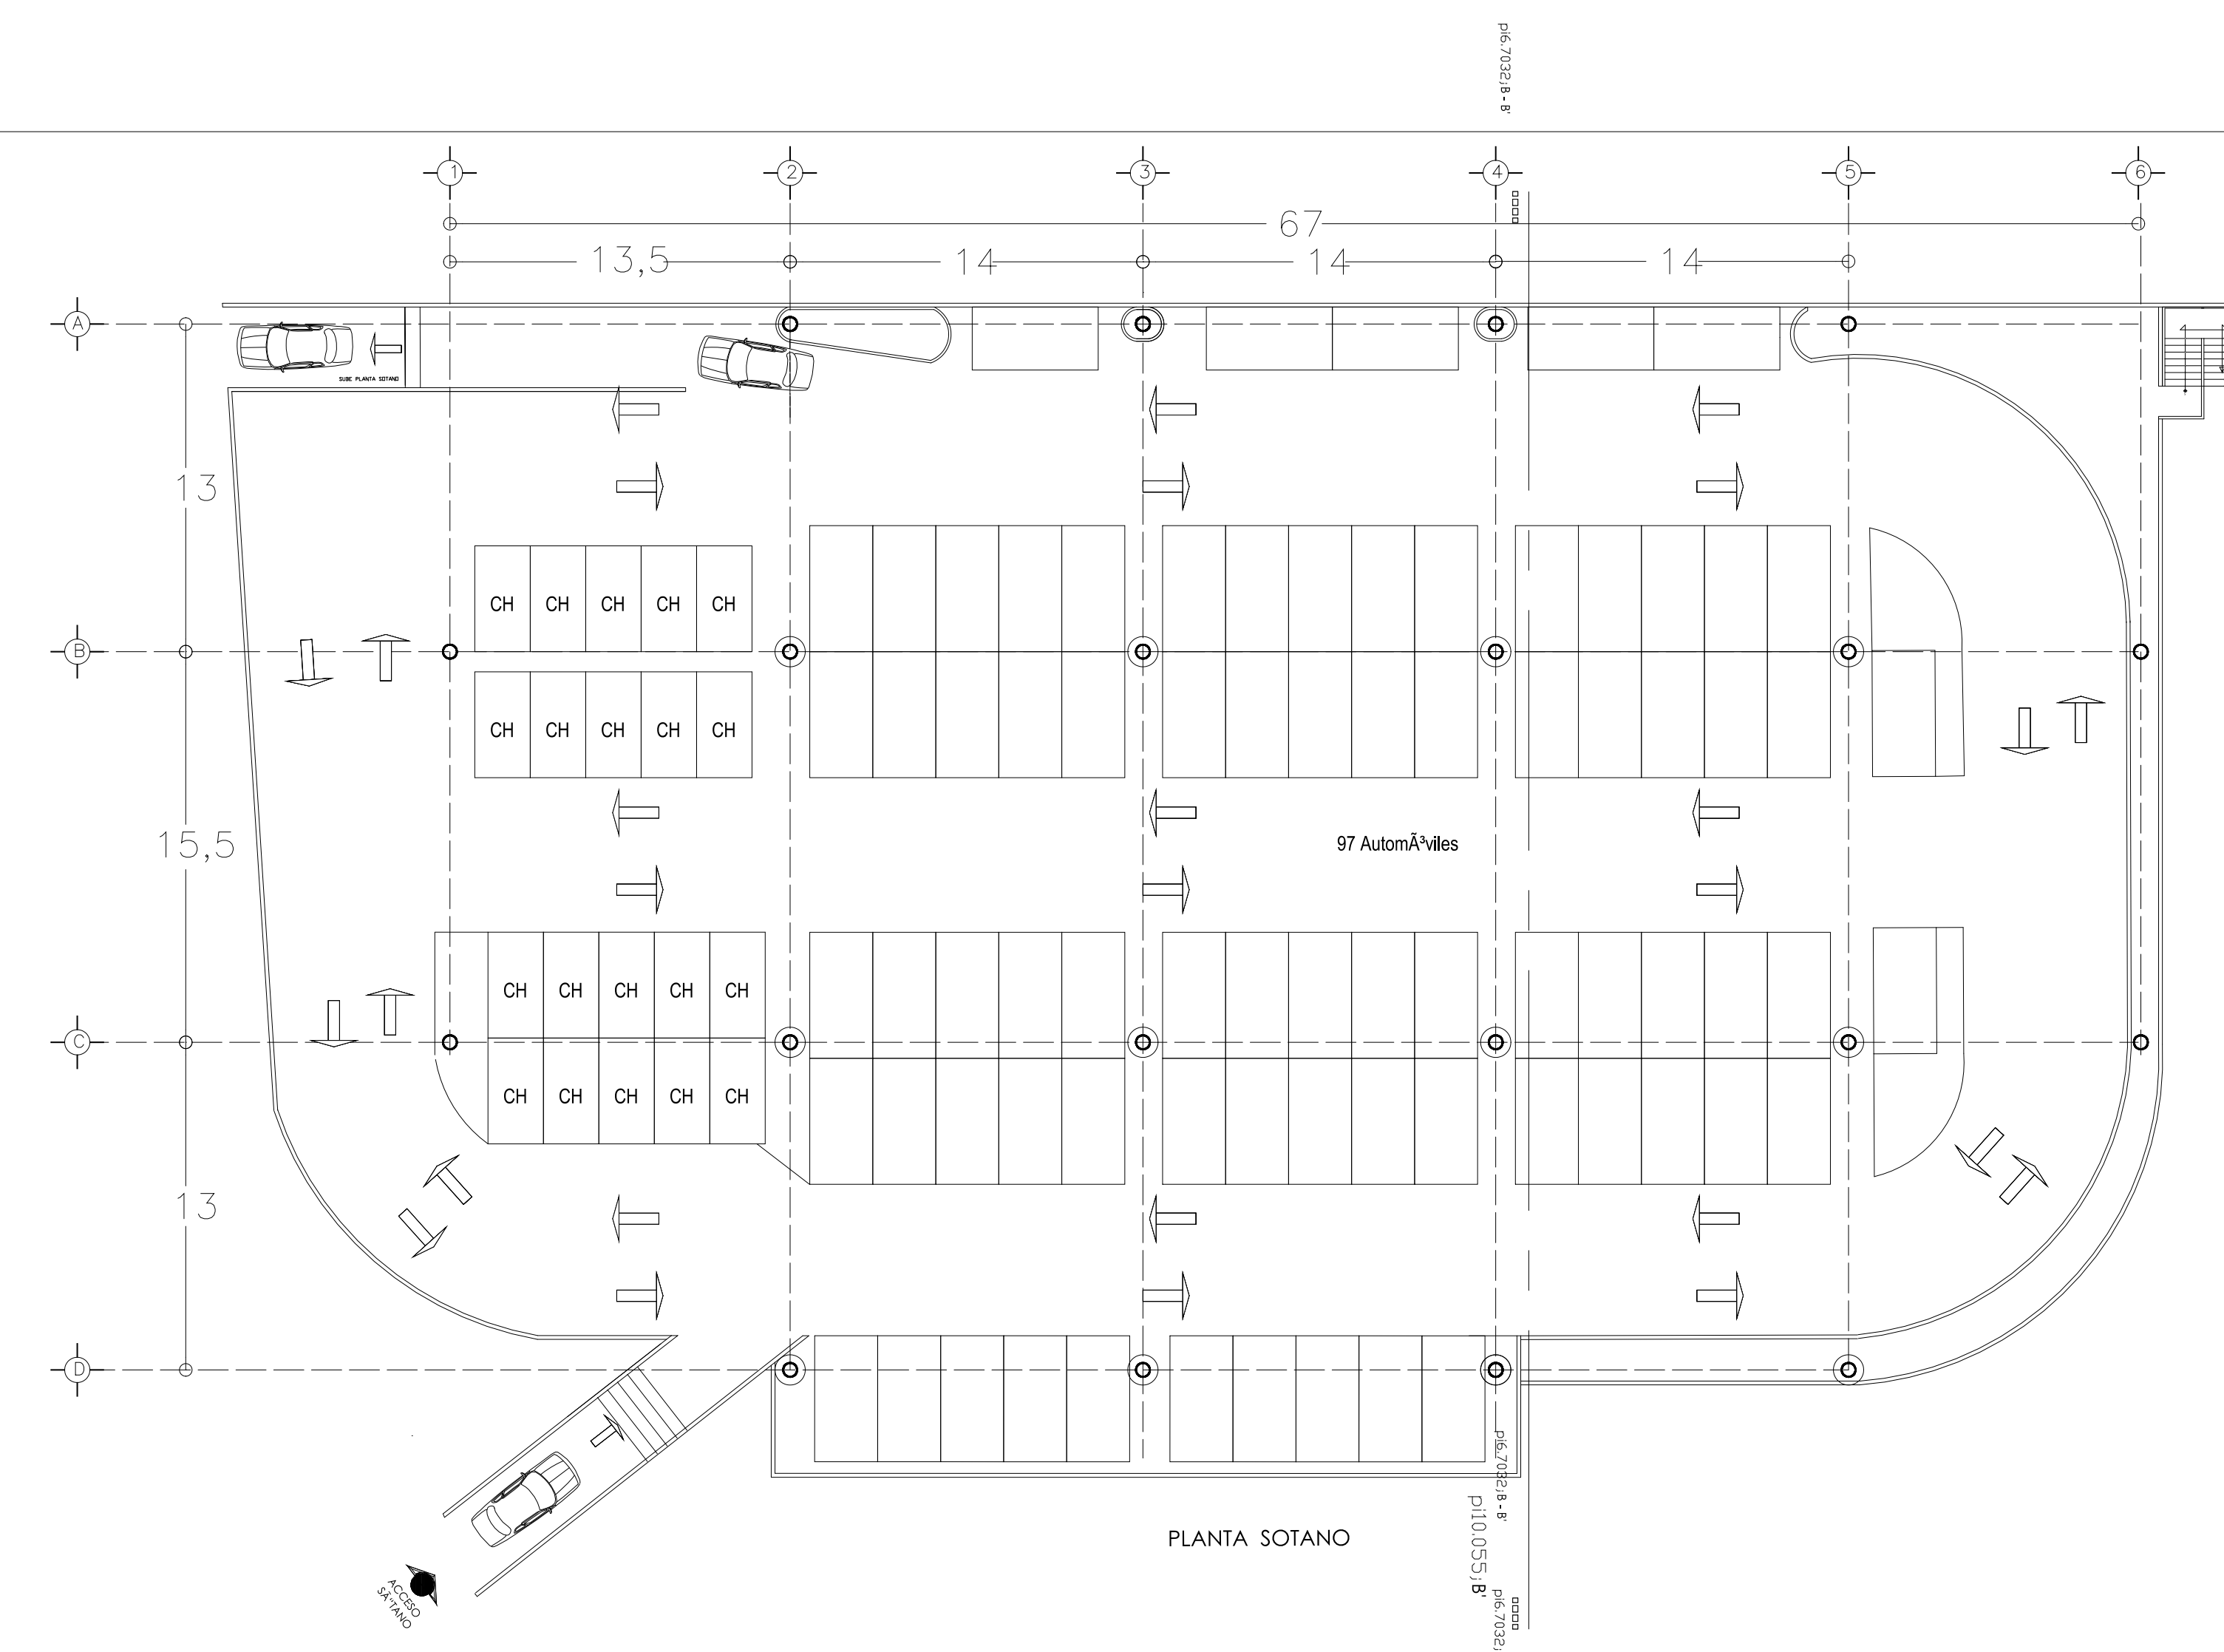 pi6.7032;B - B'
1 2 3 4 5 6
67
13,5 14 14 14
A
SUBE PLANTA SOTANO
13
CH CH CH CH CH
B
CH CH CH CH CH
15,5
97 AutomÃ³viles
CH CH CH CH CH
C
CH CH CH CH CH
13
D
pi6.7032;B - B'
pi10.055;B'
PLANTA SOTANO
ACCESO
SÃ“TANO
pi6.7032;